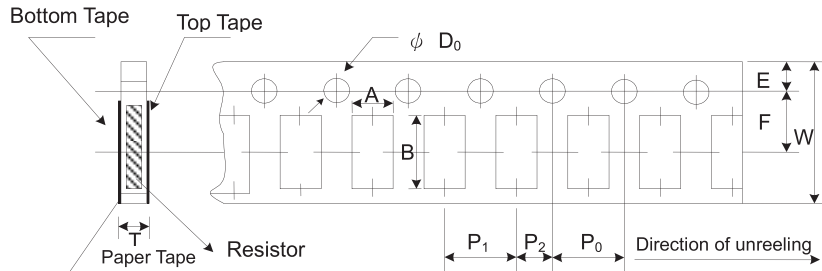 Bottom Tape
Top Tape
ϕ D₀
E
A
F
W
B
T
P₁
P₂
P₀
Direction of unreeling
Resistor
Paper Tape